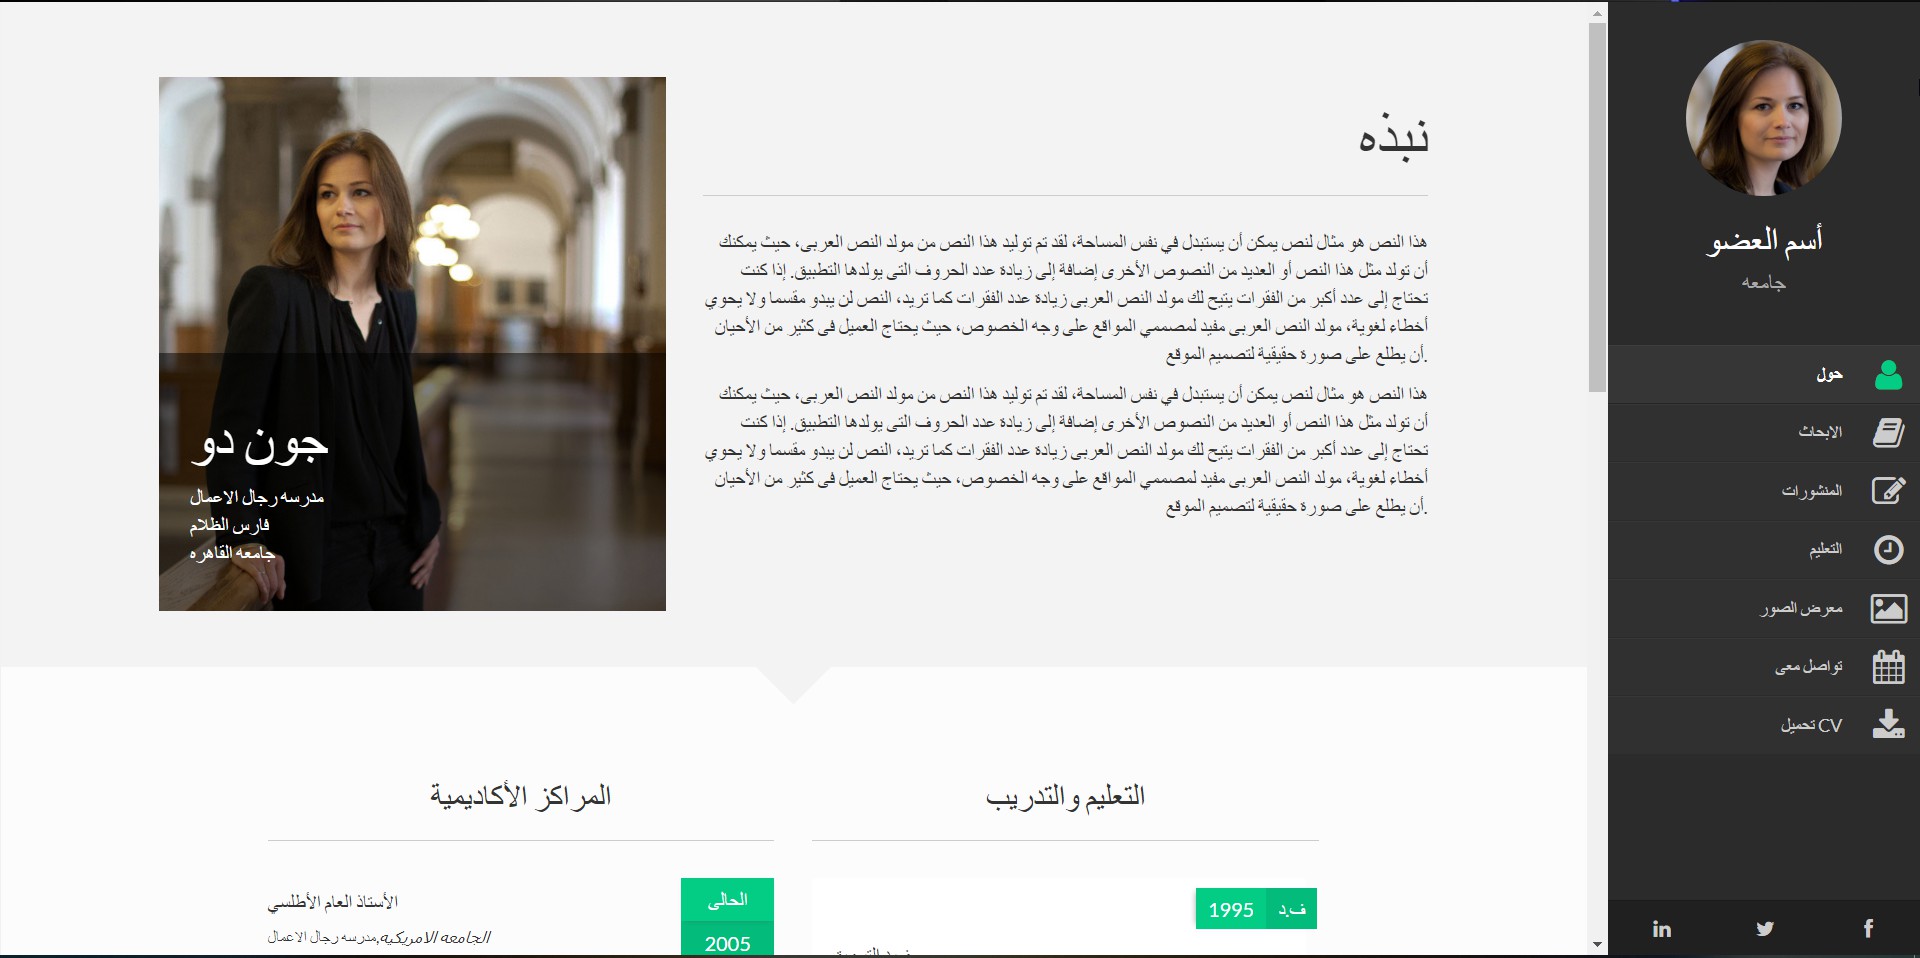 أسم العضو
جامعه
حول
الابحاث
المنشورات
التعليم
معرض الصور
تواصل معى
تحميل CV
نبذه
هذا النص هو مثال لنص يمكن أن يستبدل في نفس المساحة، لقد تم توليد هذا النص من مولد النص العربى، حيث يمكنك
أن تولد مثل هذا النص أو العديد من النصوص الأخرى إضافة إلى زيادة عدد الحروف التى يولدها التطبيق. إذا كنت
تحتاج إلى عدد أكبر من الفقرات يتيح لك مولد النص العربى زيادة عدد الفقرات كما تريد، النص لن يبدو مقسما ولا يحوي
أخطاء لغوية، مولد النص العربى مفيد لمصممي المواقع على وجه الخصوص، حيث يحتاج العميل فى كثير من الأحيان
.أن يطلع على صورة حقيقية لتصميم الموقع
هذا النص هو مثال لنص يمكن أن يستبدل في نفس المساحة، لقد تم توليد هذا النص من مولد النص العربى، حيث يمكنك
أن تولد مثل هذا النص أو العديد من النصوص الأخرى إضافة إلى زيادة عدد الحروف التى يولدها التطبيق. إذا كنت
تحتاج إلى عدد أكبر من الفقرات يتيح لك مولد النص العربى زيادة عدد الفقرات كما تريد، النص لن يبدو مقسما ولا يحوي
أخطاء لغوية، مولد النص العربى مفيد لمصممي المواقع على وجه الخصوص، حيث يحتاج العميل فى كثير من الأحيان
.أن يطلع على صورة حقيقية لتصميم الموقع
جون دو
مدرسه رجال الاعمال
فارس الظلام
جامعه القاهره
التعليم والتدريب
ف.د 1995
المراكز الأكاديمية
الحالى
2005
الأستاذ العام الأطلسي
الجامعه الامريكيه,مدرسه رجال الاعمال